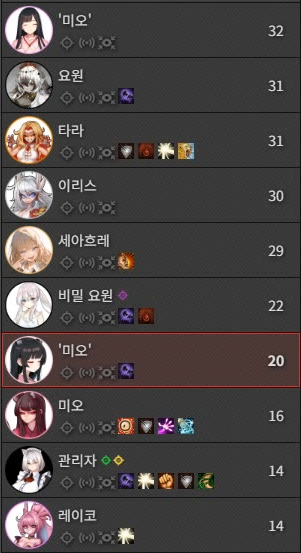 '미오' 32
요원 31
타라 31
이리스 30
세아흐레 29
비밀 요원 22
'미오' 20
미오 16
관리자 14
레이코 14